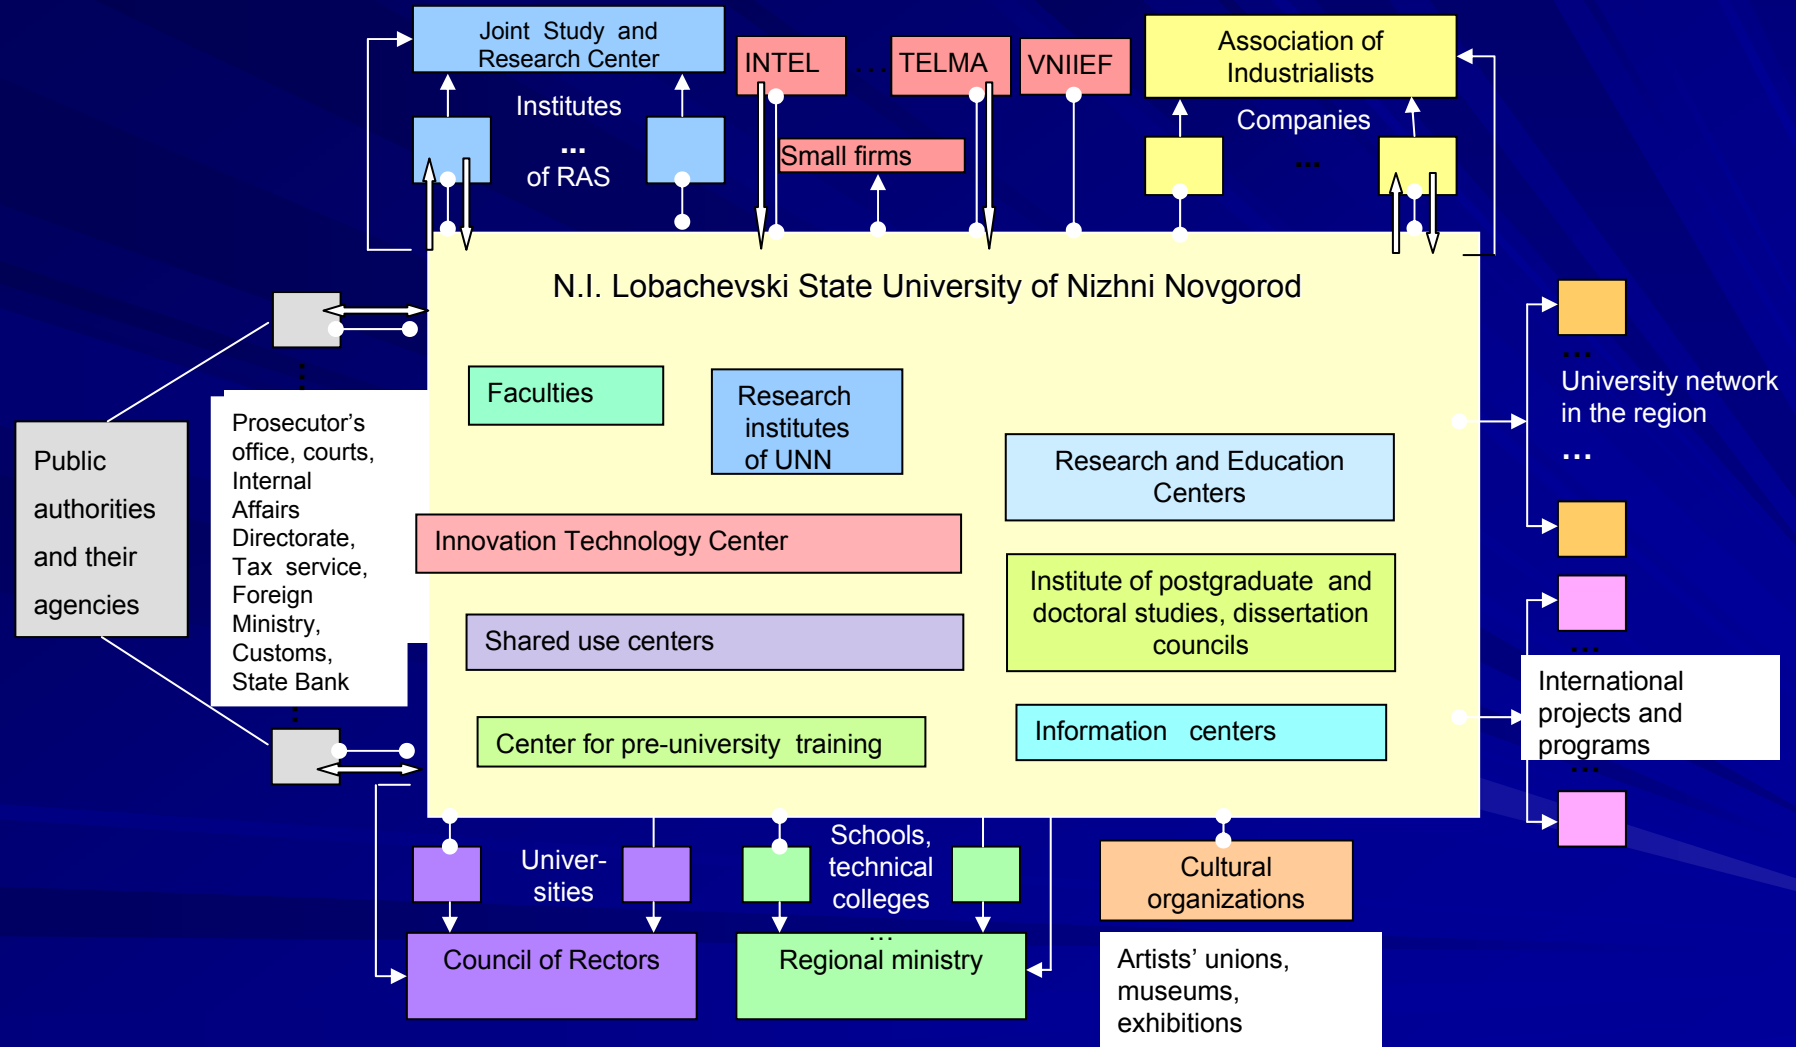 Joint Study and
Research Center
INTEL
...
TELMA
VNIIEF
Association of
Industrialists
Institutes
...
of RAS
Small firms
Companies
...
N.I. Lobachevski State University of Nizhni Novgorod
Faculties
Research
institutes
of UNN
Research and Education
Centers
Innovation Technology Center
Institute of postgraduate and
doctoral studies, dissertation
councils
Shared use centers
Center for pre-university training
Information centers
Public
authorities
and their
agencies
Prosecutor’s
office, courts,
Internal
Affairs
Directorate,
Tax service,
Foreign
Ministry,
Customs,
State Bank
...
University network
in the region
...
...
International
projects and
programs
...
Univer-
sities
Schools,
technical
colleges
...
Council of Rectors
Regional ministry
Cultural
organizations
Artists’ unions,
museums,
exhibitions